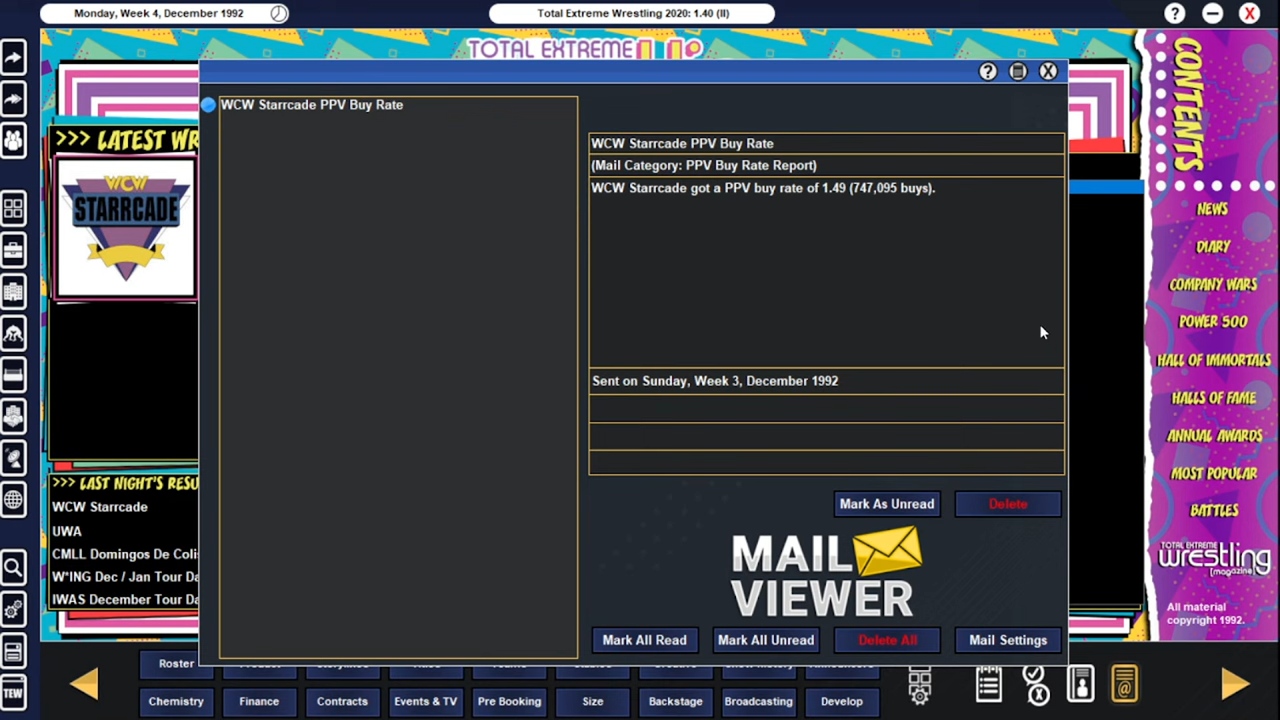 Monday, Week 4, December 1992
Total Extreme Wrestling 2020: 1.40 (II)
?
X
TOTAL EXTREME
?
X
CONTENTS
>>> LATEST WR
WCW
STARRCADE
WCW Starrcade PPV Buy Rate
WCW Starrcade PPV Buy Rate
(Mail Category: PPV Buy Rate Report)
WCW Starrcade got a PPV buy rate of 1.49 (747,095 buys).
Sent on Sunday, Week 3, December 1992
NEWS
DIARY
COMPANY WARS
POWER 500
HALL OF IMMORTALS
HALLS OF FAME
ANNUAL AWARDS
MOST POPULAR
BATTLES
>>> LAST NIGHT'S RESU
WCW Starrcade
UWA
CMLL Domingos De Colis
W*ING Dec / Jan Tour Da
IWAS December Tour Da
Mark As Unread
Delete
MAIL
VIEWER
Mark All Read
Mark All Unread
Delete All
Mail Settings
TOTAL EXTREME
wrestling
[magazine]
All material
copyright 1992.
TEW
Roster
Chemistry
Finance
Contracts
Events & TV
Pre Booking
Size
Backstage
Broadcasting
Develop